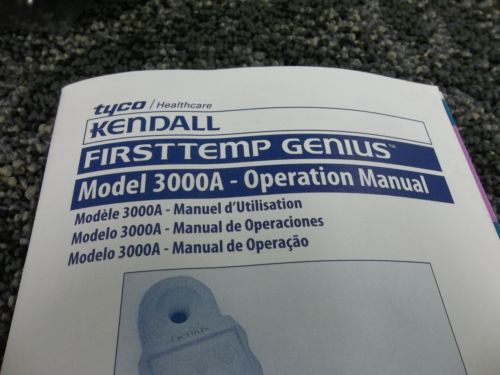 tyco / Healthcare
KENDALL
FIRSTTEMP GENIUS™
Model 3000A - Operation Manual
Modèle 3000A - Manuel d'Utilisation
Modelo 3000A - Manual de Operaciones
Modelo 3000A - Manual de Operação
GENIUS